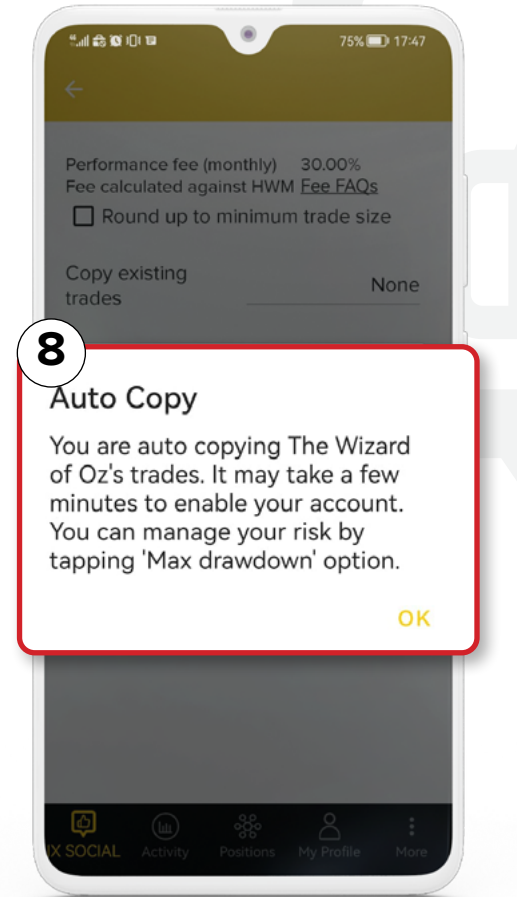 75% 17:47
Performance fee (monthly) 30.00%
Fee calculated against HWM Fee FAQs
Round up to minimum trade size
Copy existing
trades
None
8
Auto Copy
You are auto copying The Wizard
of Oz's trades. It may take a few
minutes to enable your account.
You can manage your risk by
tapping 'Max drawdown' option.
OK
IX SOCIAL Activity Positions My Profile More